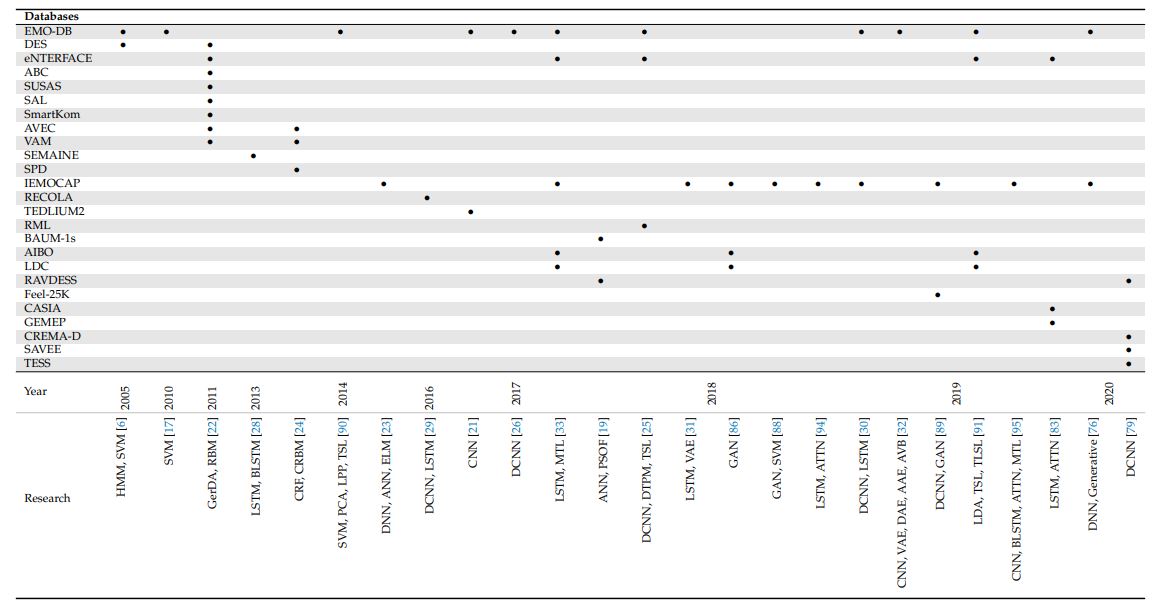 Databases
EMO-DB
DES
eNTERFACE
ABC
SUSAS
SAL
SmartKom
AVEC
VAM
SEMAINE
SPD
IEMOCAP
RECOLA
TEDLIUM2
RML
BAUM-1s
AIBO
LDC
RAVDESS
Feel-25K
CASIA
GEMEP
CREMA-D
SAVEE
TESS
Year
2005
2010
2011
2013
2014
2016
2017
2018
2019
2020
Research
HMM, SVM [6]
SVM [17]
GerDA, RBM [22]
LSTM, BLSTM [28]
CRF, CRBM [24]
SVM, PCA, LPP, TSL [90]
DNN, ANN, ELM [23]
DCNN, LSTM [29]
CNN [21]
DCNN [26]
LSTM, MTL [33]
ANN, PSOF [19]
DCNN, DTPM, TSL [25]
LSTM, VAE [31]
GAN [86]
GAN, SVM [88]
LSTM, ATTN [94]
DCNN, LSTM [30]
CNN, VAE, DAE, AAE, AVB [32]
DCNN, GAN [89]
LDA, TSL, TLSL [91]
CNN, BLSTM, ATTN, MTL [95]
LSTM, ATTN [83]
DNN, Generative [76]
DCNN [79]